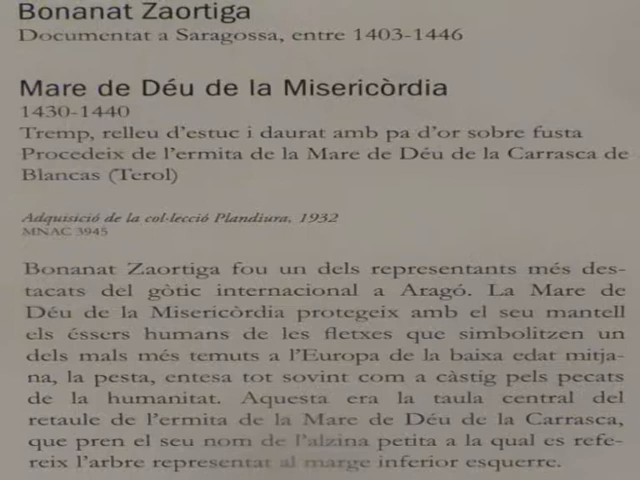 Bonanat Zaortiga
Documentat a Saragossa, entre 1403-1446
Mare de Déu de la Misericòrdia
1430-1440
Tremp, relleu d'estuc i daurat amb pa d'or sobre fusta
Procedeix de l'ermita de la Mare de Déu de la Carrasca de
Blancas (Terol)
Adquisició de la col·lecció Plandiura, 1932
MNAC 3945
Bonanat Zaortiga fou un dels representants més des-
tacats del gòtic internacional a Aragó. La Mare de
Déu de la Misericòrdia protegeix amb el seu mantell
els éssers humans de les fletxes que simbolitzen un
dels mals més temuts a l'Europa de la baixa edat mitja-
na, la pesta, entesa tot sovint com a càstig pels pecats
de la humanitat. Aquesta era la taula central del
retaule de l'ermita de la Mare de Déu de la Carrasca,
que pren el seu nom de l'alzina petita a la qual es refe-
reix l'arbre representat al marge inferior esquerre.